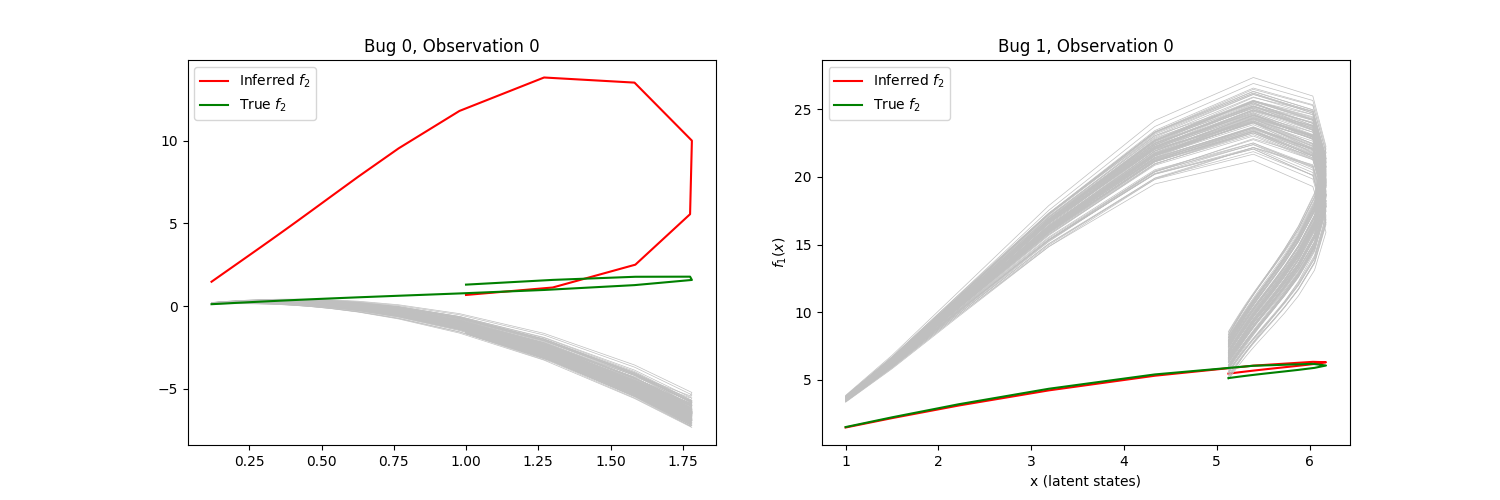 Bug 0, Observation 0
Inferred f₂
True f₂
10
5
0
−5
0.25 0.50 0.75 1.00 1.25 1.50 1.75
Bug 1, Observation 0
Inferred f₂
True f₂
25
20
15
10
5
f₁(x)
1 2 3 4 5 6
x (latent states)